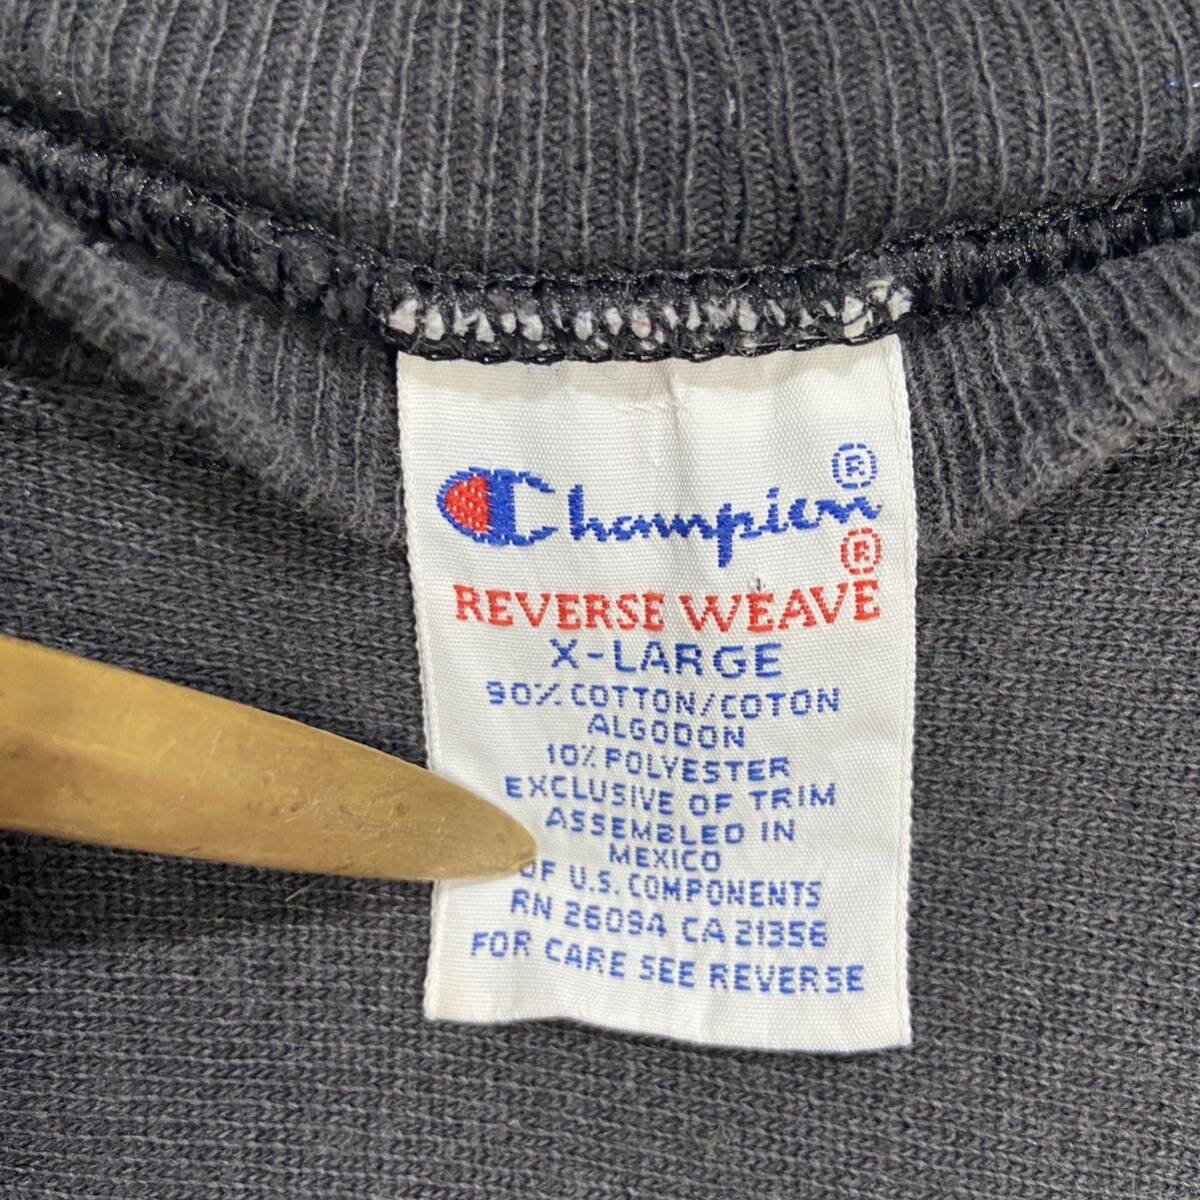 Champion®
REVERSE WEAVE®
X-LARGE
90% COTTON/COTON
ALGODON
10% POLYESTER
EXCLUSIVE OF TRIM
ASSEMBLED IN
MEXICO
OF U.S. COMPONENTS
RN 26094 CA 21356
FOR CARE SEE REVERSE